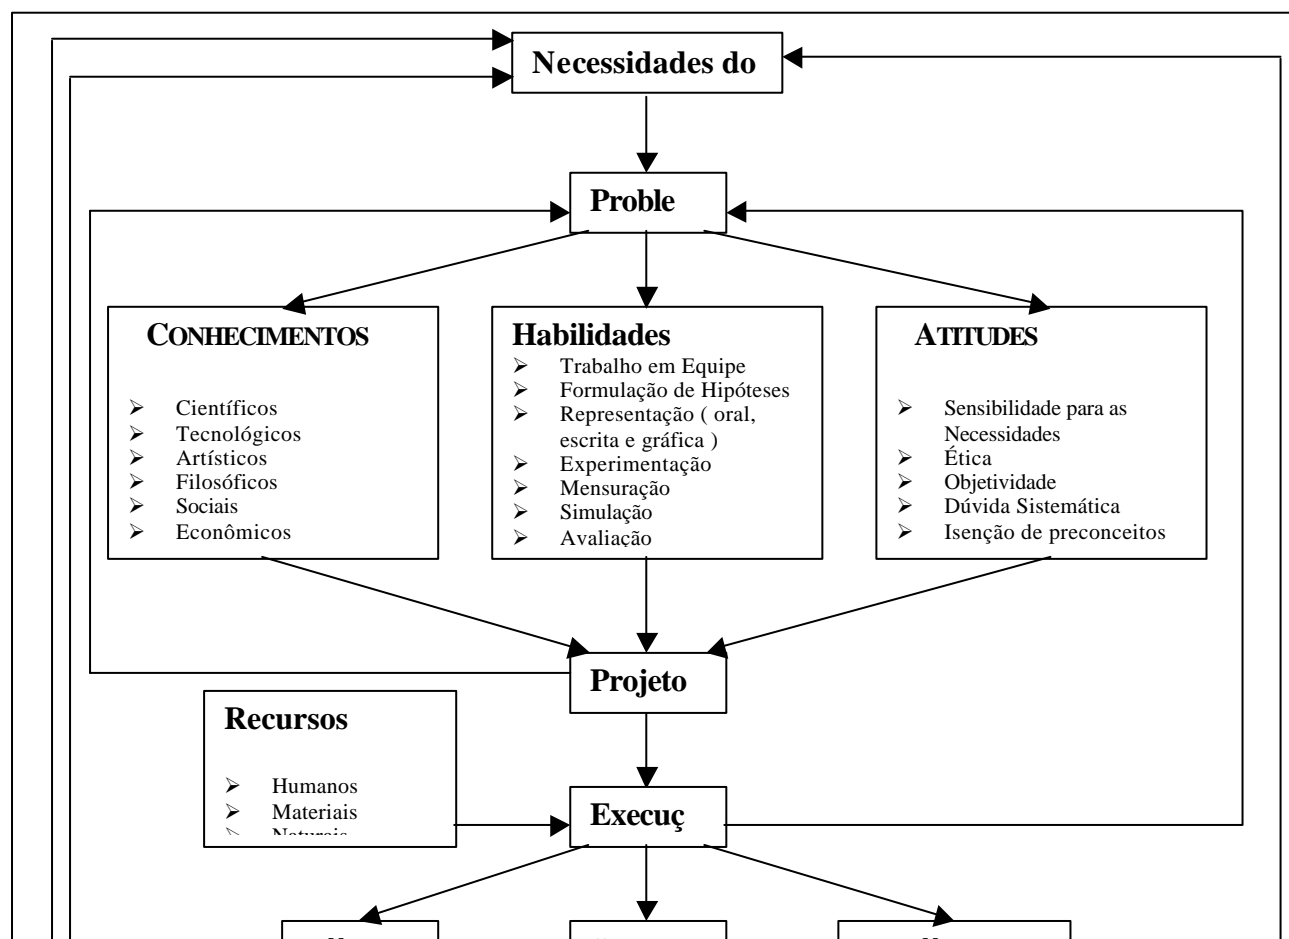 Necessidades do
Proble
CONHECIMENTOS
➢ Científicos
➢ Tecnológicos
➢ Artísticos
➢ Filosóficos
➢ Sociais
➢ Econômicos
Habilidades
➢ Trabalho em Equipe
➢ Formulação de Hipóteses
➢ Representação ( oral,
escrita e gráfica )
➢ Experimentação
➢ Mensuração
➢ Simulação
➢ Avaliação
ATITUDES
➢ Sensibilidade para as
Necessidades
➢ Ética
➢ Objetividade
➢ Dúvida Sistemática
➢ Isenção de preconceitos
Projeto
Recursos
➢ Humanos
➢ Materiais
➢ Naturais
Execuç